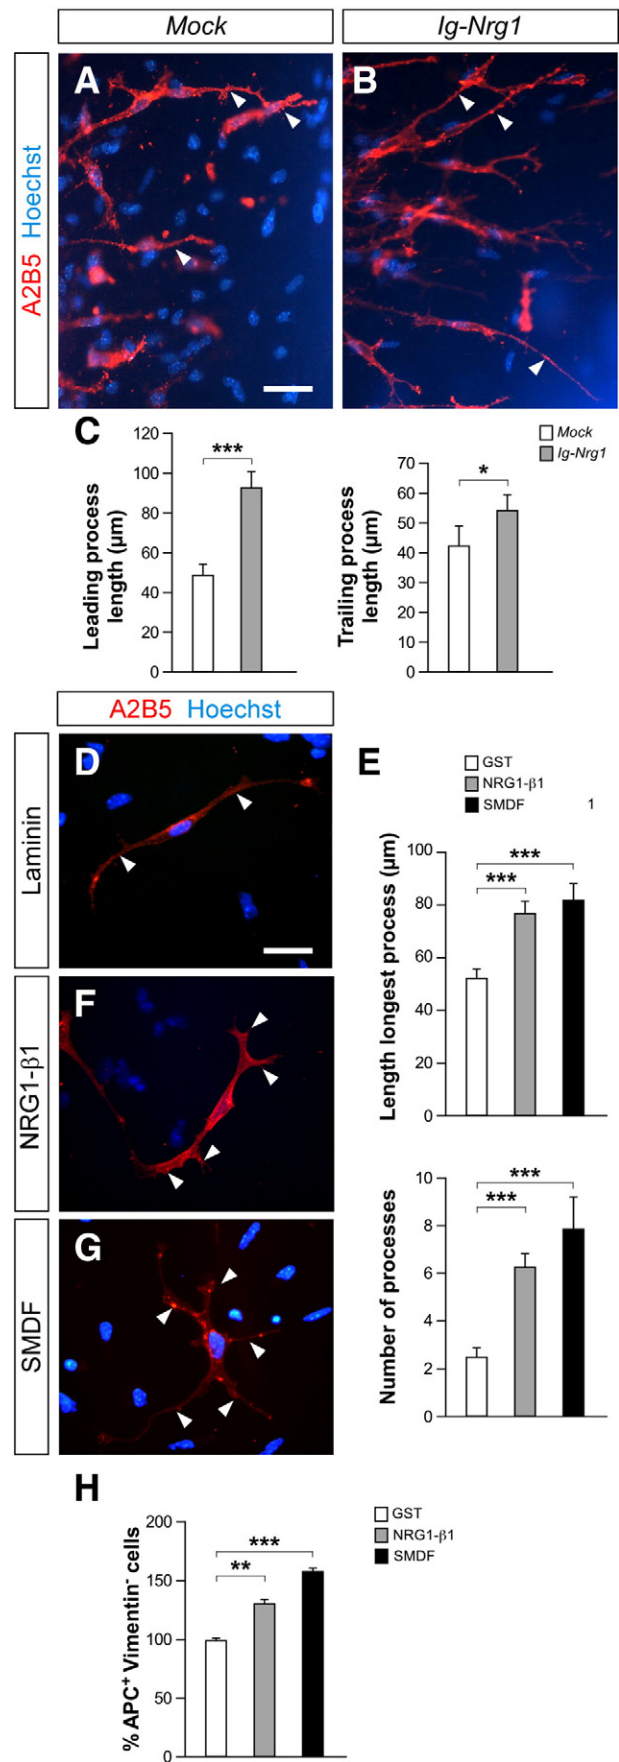 Mock
Ig-Nrg1
A2B5 Hoechst
A
B
C
Leading process
length (μm)
120
100
80
60
40
20
0
***
Trailing process
length (μm)
70
60
50
40
30
20
10
0
*
Mock
Ig-Nrg1
A2B5 Hoechst
Laminin
D
NRG1-β1
F
SMDF
G
E
GST
NRG1-β1
SMDF
1
Length longest process (μm)
100
80
60
40
20
0
***
***
Number of processes
10
8
6
4
2
0
***
***
H
GST
NRG1-β1
SMDF
% APC⁺ Vimentin⁻ cells
200
150
100
50
0
***
**